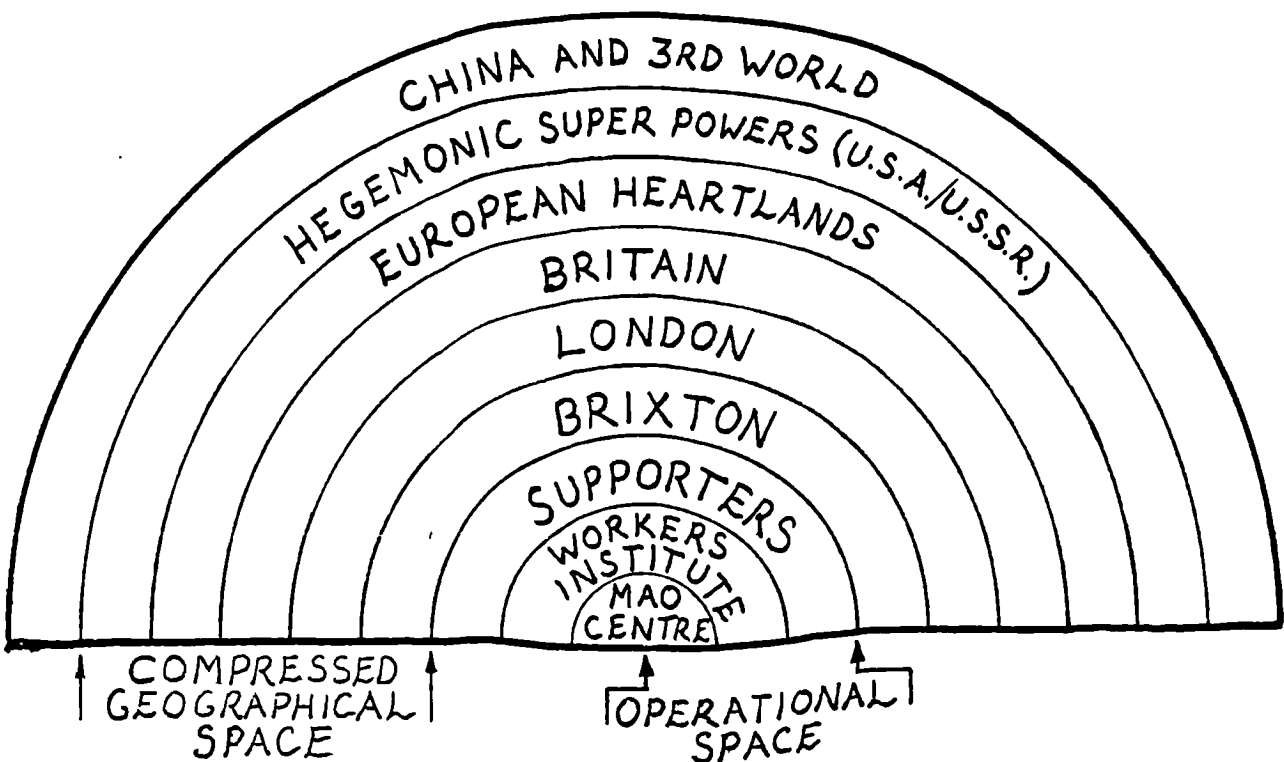 CHINA AND 3RD WORLD
HEGEMONIC SUPER POWERS (U.S.A./U.S.S.R.)
EUROPEAN HEARTLANDS
BRITAIN
LONDON
BRIXTON
SUPPORTERS
WORKERS
INSTITUTE
MAO
CENTRE
COMPRESSED
GEOGRAPHICAL
SPACE
OPERATIONAL
SPACE